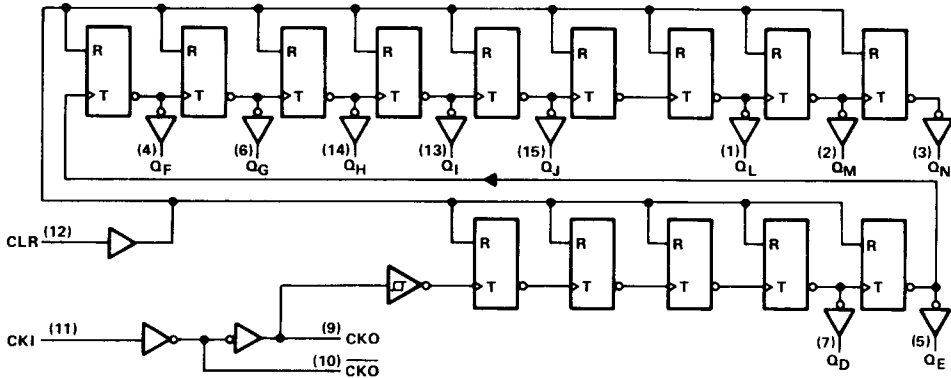 R R R R R R R R R
T T T T T T T T T
(4) (6) (14) (13) (15) (1) (2) (3)
QF QG QH QI QJ QL QM QN
CLR (12)
R R R R R
T T T T T
CKI (11) (9) CKO
(10) CKO
(7) (5)
QD QE